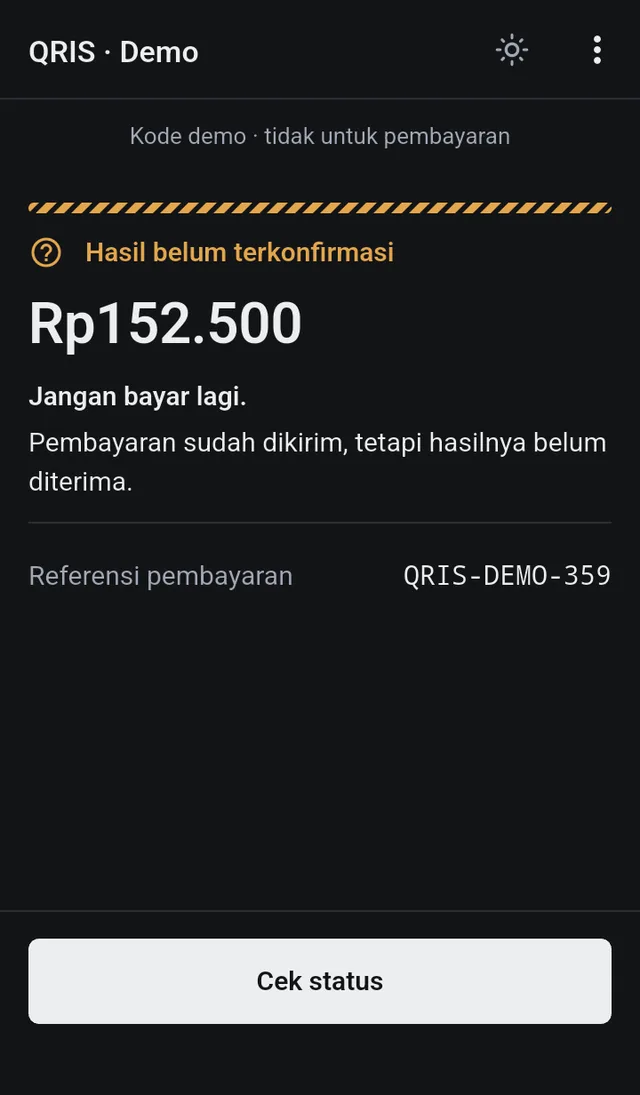 QRIS · Demo
Kode demo · tidak untuk pembayaran
Hasil belum terkonfirmasi
Rp152.500
Jangan bayar lagi.
Pembayaran sudah dikirim, tetapi hasilnya belum
diterima.
Referensi pembayaran QRIS-DEMO-359
Cek status